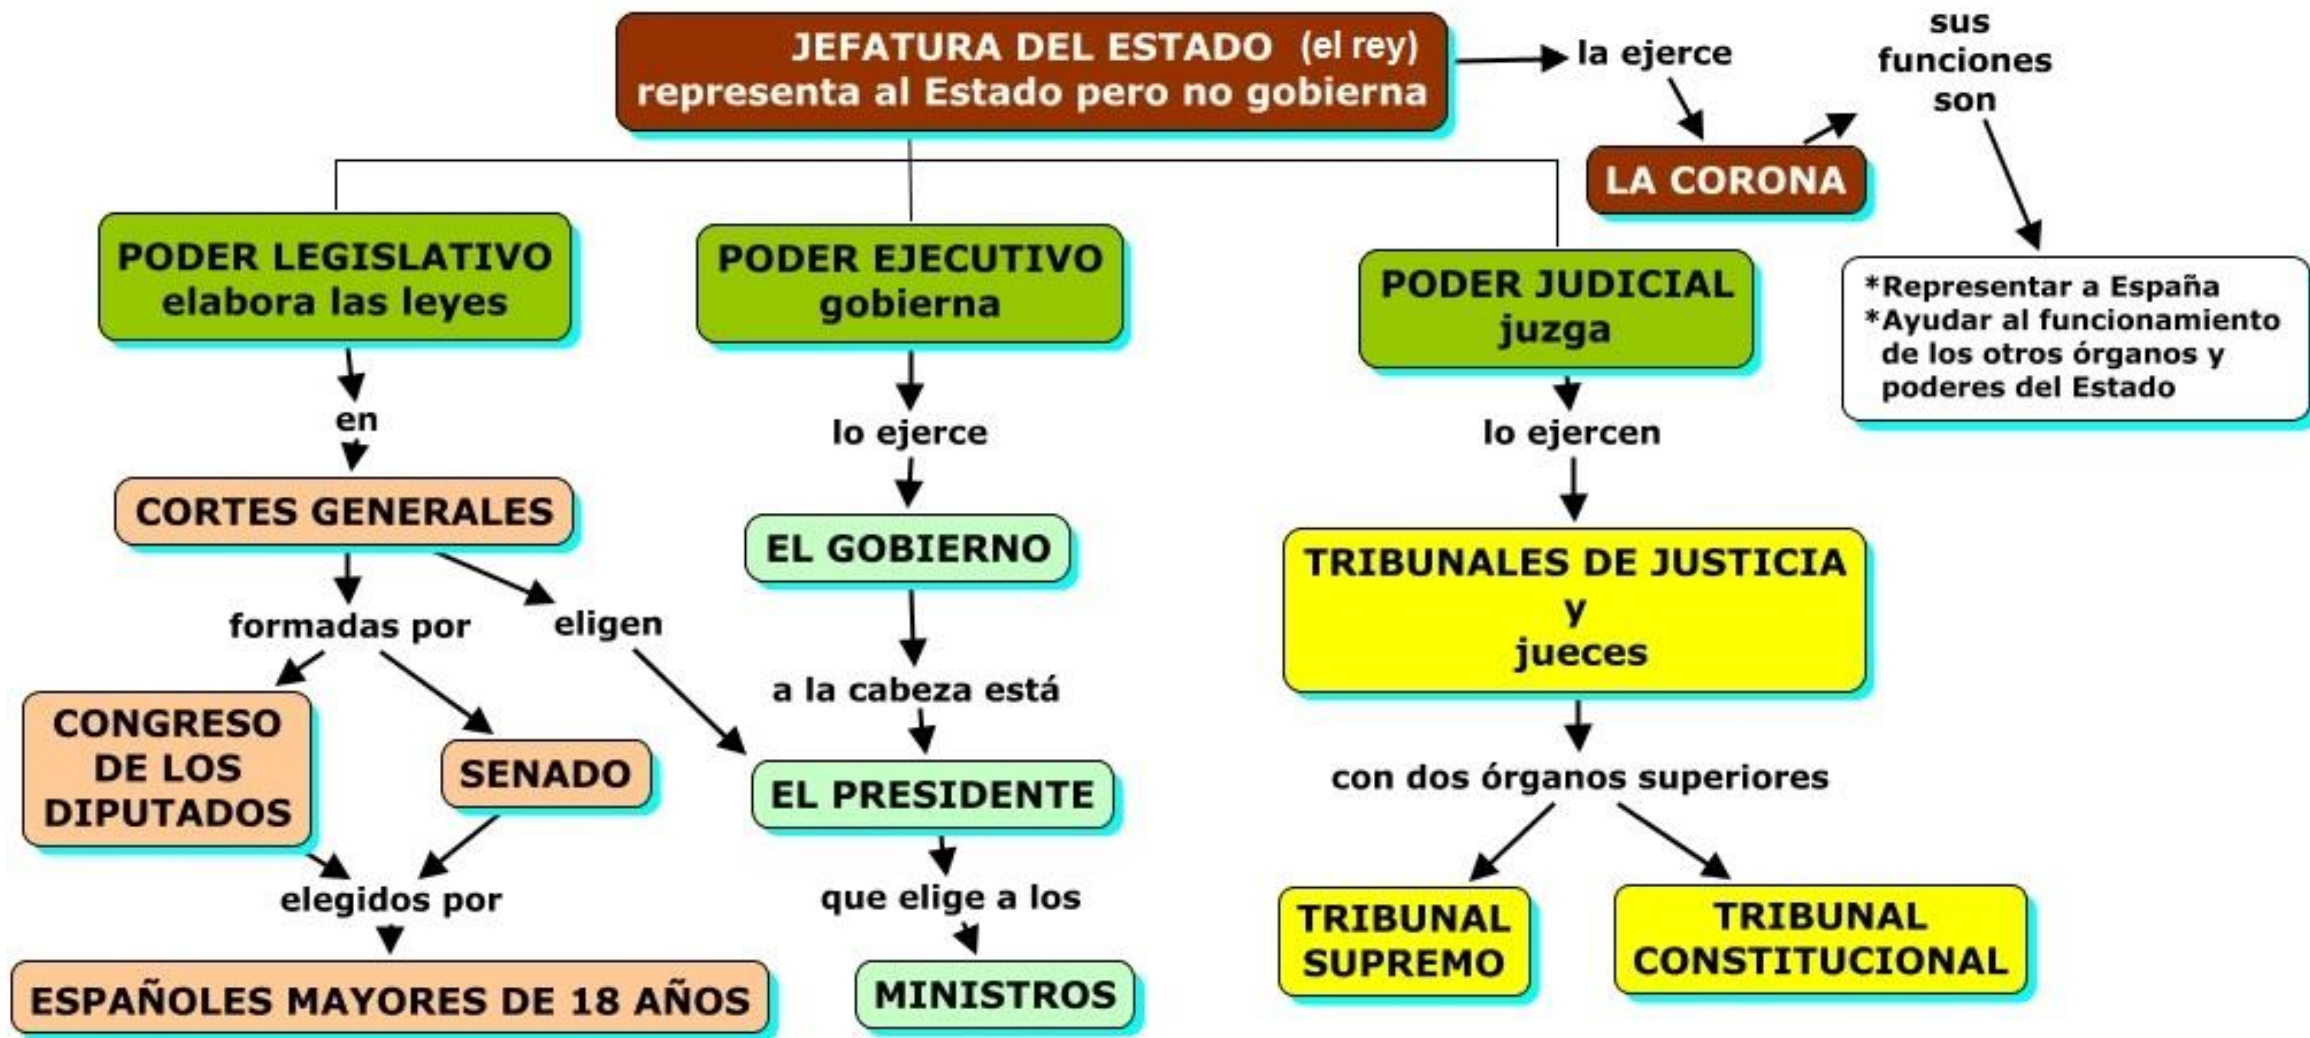 JEFATURA DEL ESTADO (el rey)
representa al Estado pero no gobierna
la ejerce
LA CORONA
sus
funciones
son
*Representar a España
*Ayudar al funcionamiento
de los otros órganos y
poderes del Estado
PODER LEGISLATIVO
elabora las leyes
en
CORTES GENERALES
formadas por
eligen
CONGRESO
DE LOS
DIPUTADOS
SENADO
elegidos por
ESPAÑOLES MAYORES DE 18 AÑOS
PODER EJECUTIVO
gobierna
lo ejerce
EL GOBIERNO
a la cabeza está
EL PRESIDENTE
que elige a los
MINISTROS
PODER JUDICIAL
juzga
lo ejercen
TRIBUNALES DE JUSTICIA
y
jueces
con dos órganos superiores
TRIBUNAL
SUPREMO
TRIBUNAL
CONSTITUCIONAL